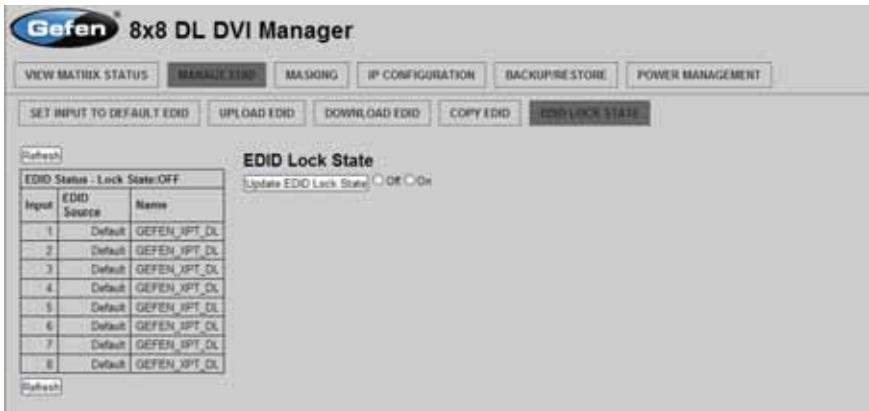 Gefen 8x8 DL DVI Manager
VIEW MATRIX STATUS MANAGE EDID MASKING IP CONFIGURATION BACKUP/RESTORE POWER MANAGEMENT
SET INPUT TO DEFAULT EDID UPLOAD EDID DOWNLOAD EDID COPY EDID EDID LOCK STATE
Refresh
EDID Lock State
EDID Status - Lock State:OFF
Update EDID Lock State Off On
Input EDID Source Name
1 Default GEFEN_XPT_DL
2 Default GEFEN_XPT_DL
3 Default GEFEN_XPT_DL
4 Default GEFEN_XPT_DL
5 Default GEFEN_XPT_DL
6 Default GEFEN_XPT_DL
7 Default GEFEN_XPT_DL
8 Default GEFEN_XPT_DL
Refresh